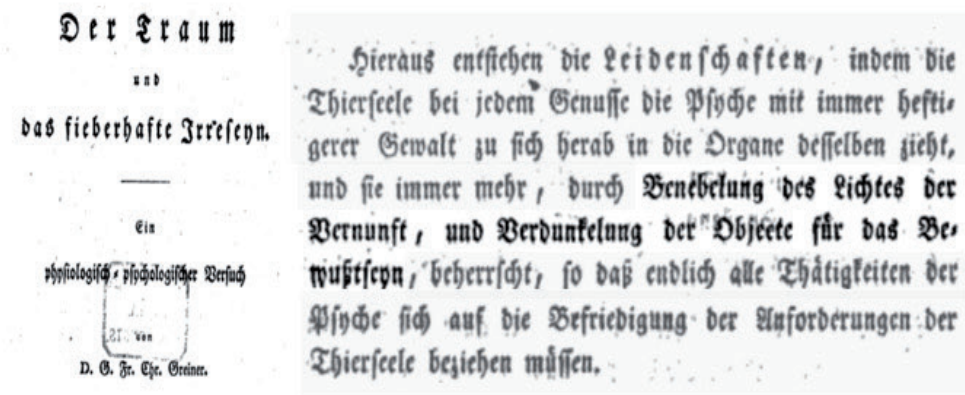 Der Traum
und
das fieberhafte Irreseyn.
Ein
physiologisch-psychologischer Versuch
von
D. G. Fr. Chr. Greiner.
Hieraus entstehen die Leidenschaften, indem die
Thierseele bei jedem Genusse die Psyche mit immer hefti-
gerer Gewalt zu sich herab in die Organe desselben zieht,
und sie immer mehr, durch Benebelung des Lichtes der
Vernunft, und Verdunkelung der Objecte für das Be-
wußtseyn, beherrscht, so daß endlich alle Thätigkeiten der
Psyche sich auf die Befriedigung der Anforderungen der
Thierseele beziehen müssen.